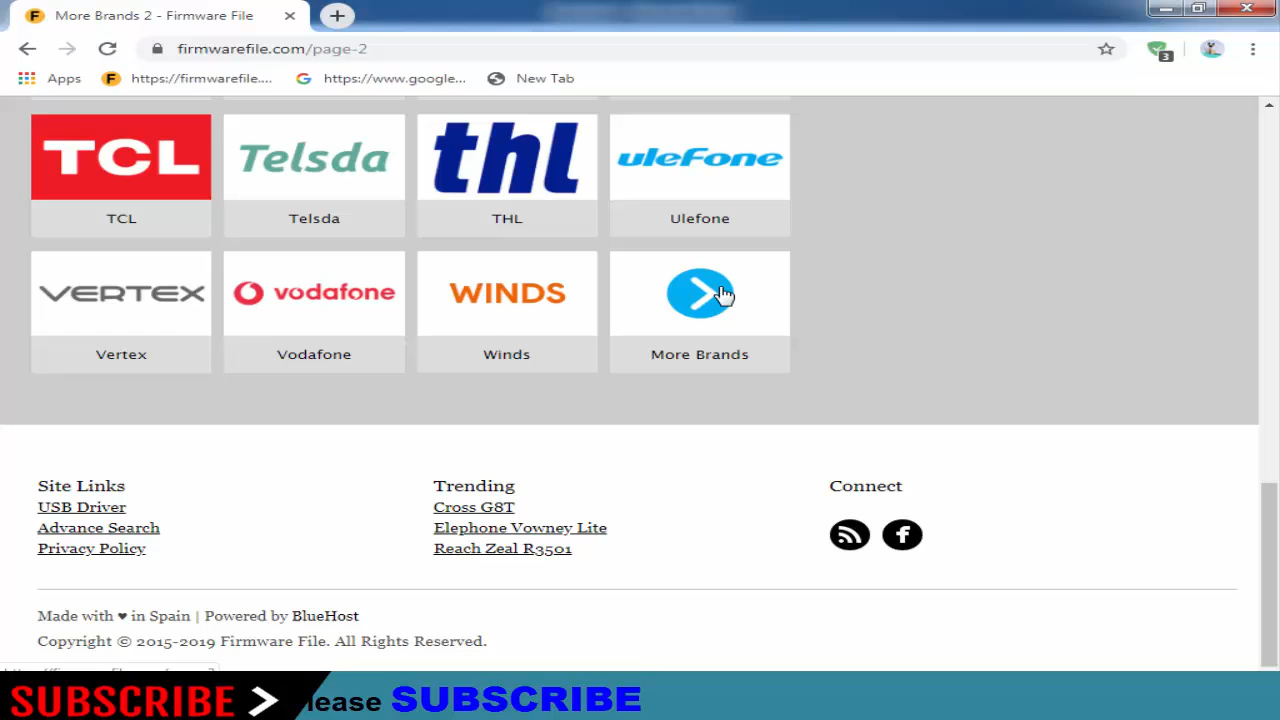 More Brands 2 - Firmware File
firmwarefile.com/page-2
3
Apps
https://firmwarefile....
https://www.google...
New Tab
TCL
Telsda
thl
uleFone
TCL
Telsda
THL
Ulefone
VERTEX
vodafone
WINDS
Vertex
Vodafone
Winds
More Brands
Site Links
Trending
Connect
USB Driver
Cross G8T
Advance Search
Elephone Vowney Lite
Privacy Policy
Reach Zeal R3501
Made with ♥ in Spain | Powered by BlueHost
Copyright © 2015-2019 Firmware File. All Rights Reserved.
SUBSCRIBE
lease SUBSCRIBE